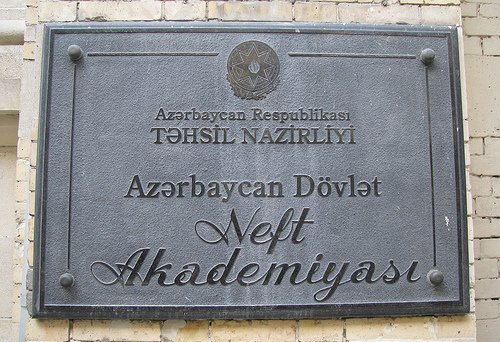 Azərbaycan Respublikası
TƏHSİL NAZİRLİYİ
Azərbaycan Dövlət
Neft
Akademiyası